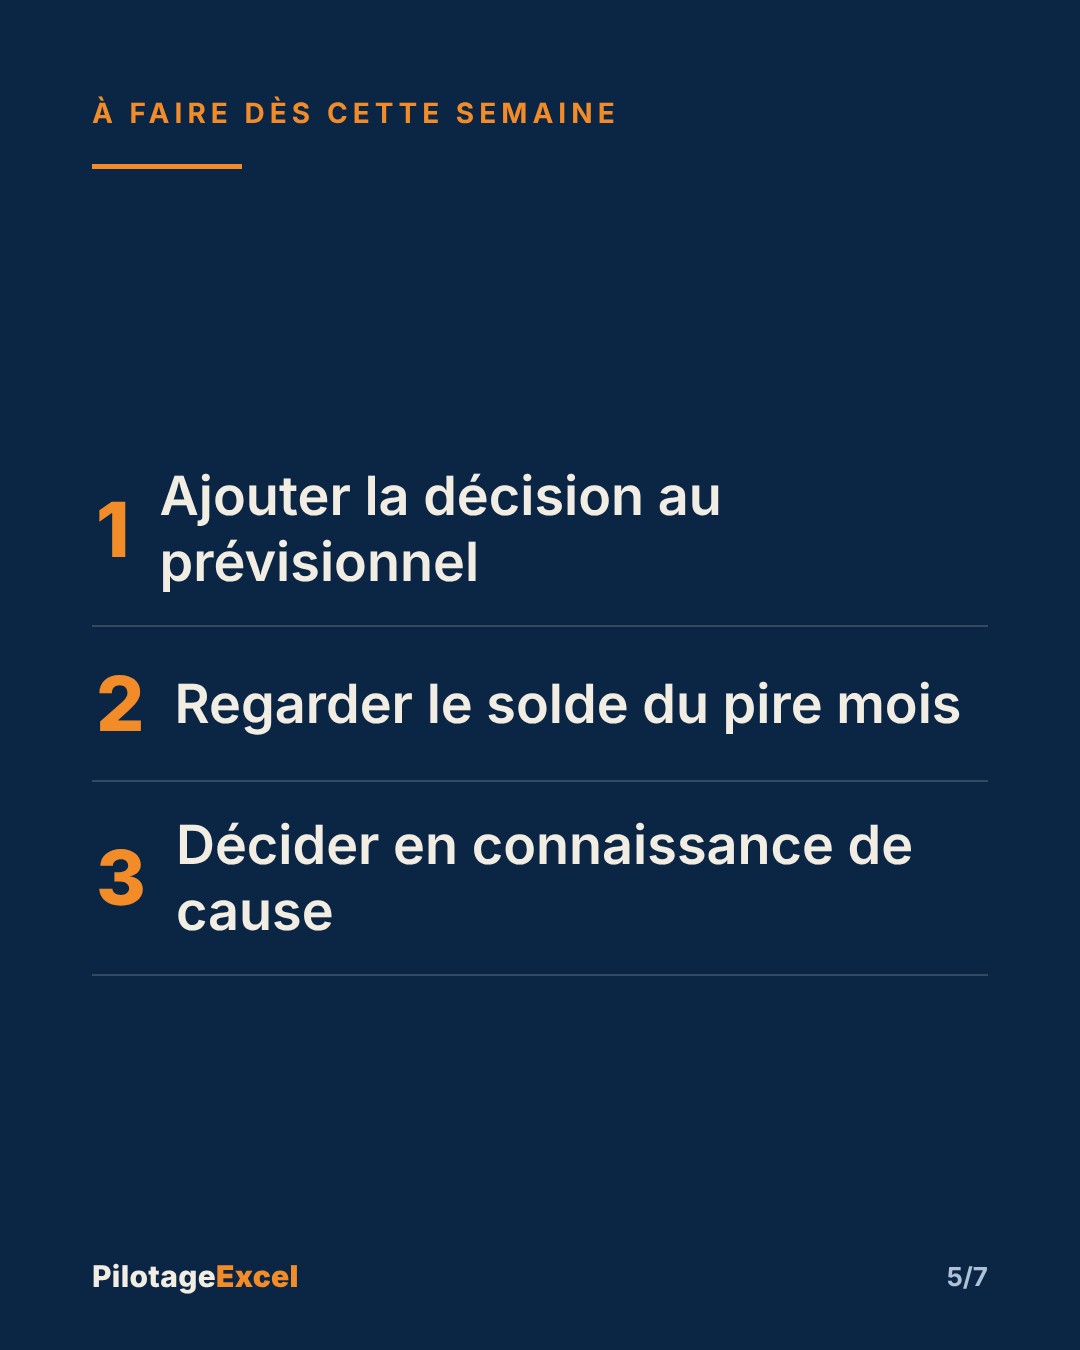 À FAIRE DÈS CETTE SEMAINE
1 Ajouter la décision au
prévisionnel
2 Regarder le solde du pire mois
3 Décider en connaissance de
cause
PilotageExcel
5/7